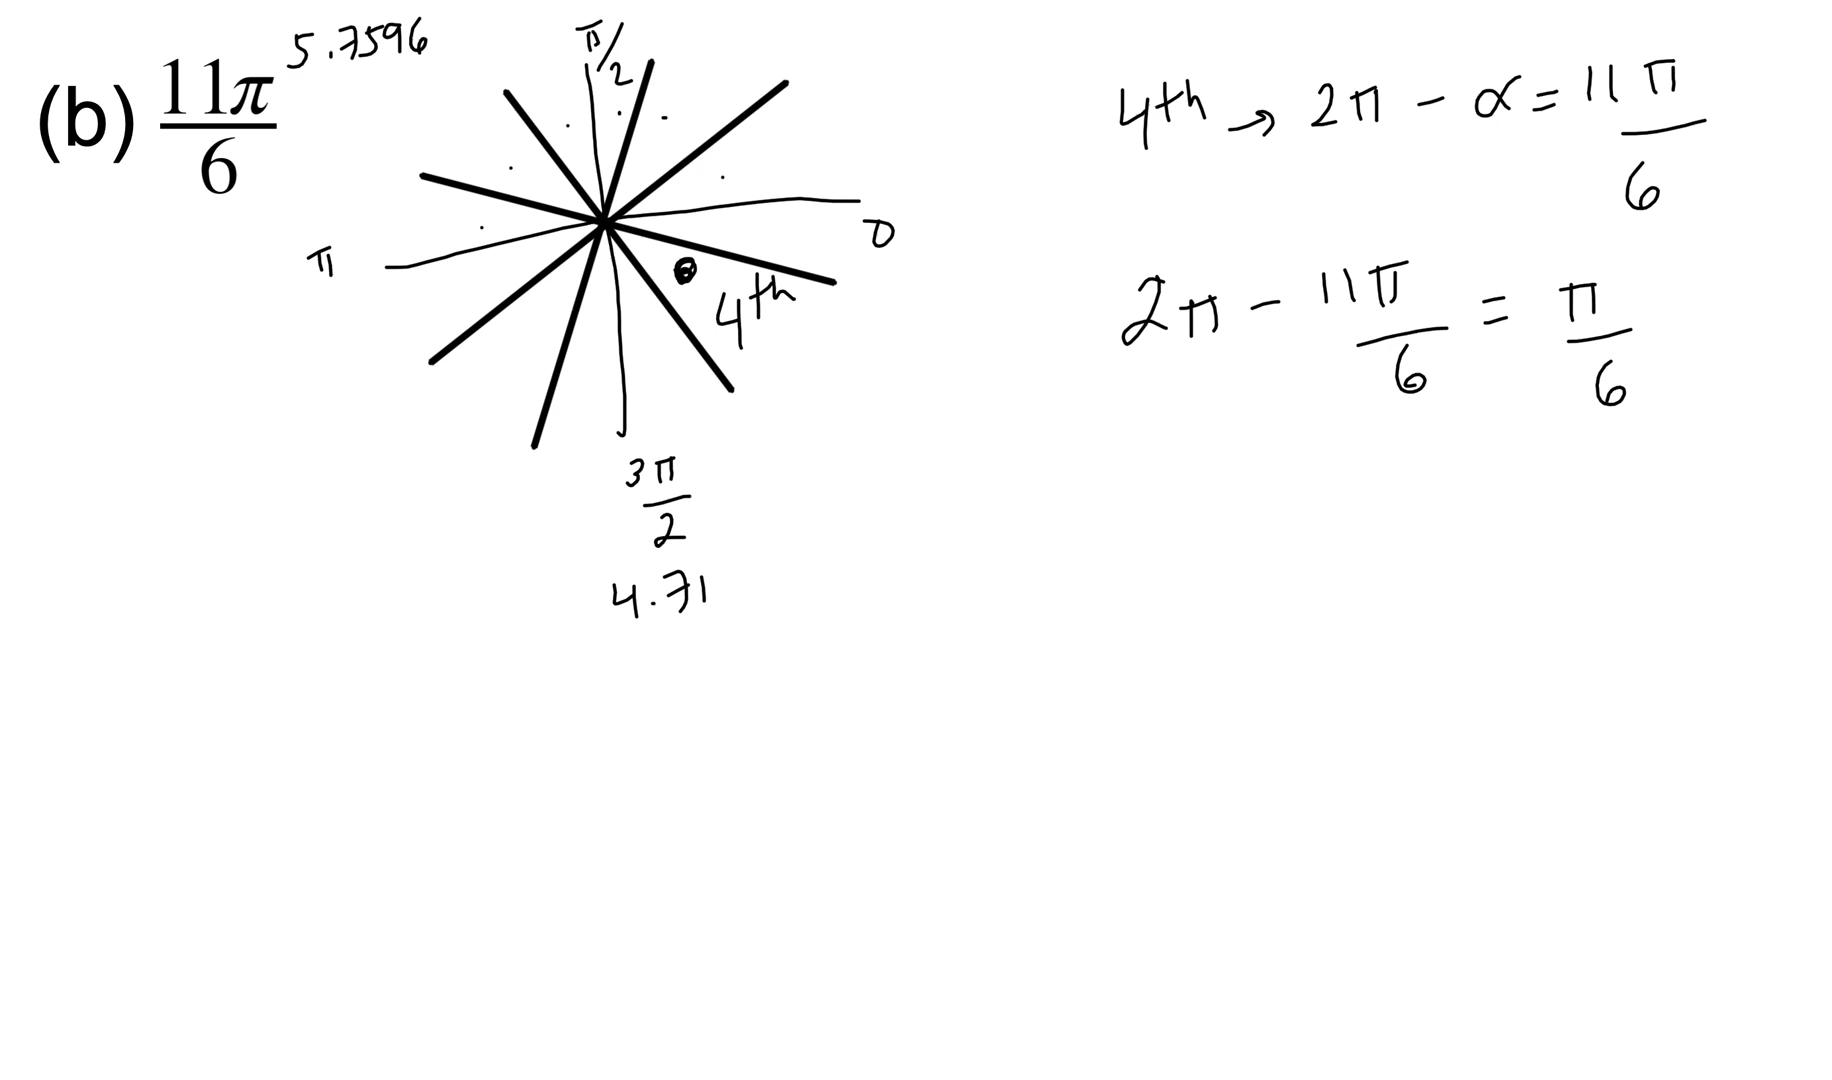 (b) 11π/6 5.7596
π/2
0
π
4th
3π/2
4.71
4th → 2π - α = 11π/6
2π - 11π/6 = π/6